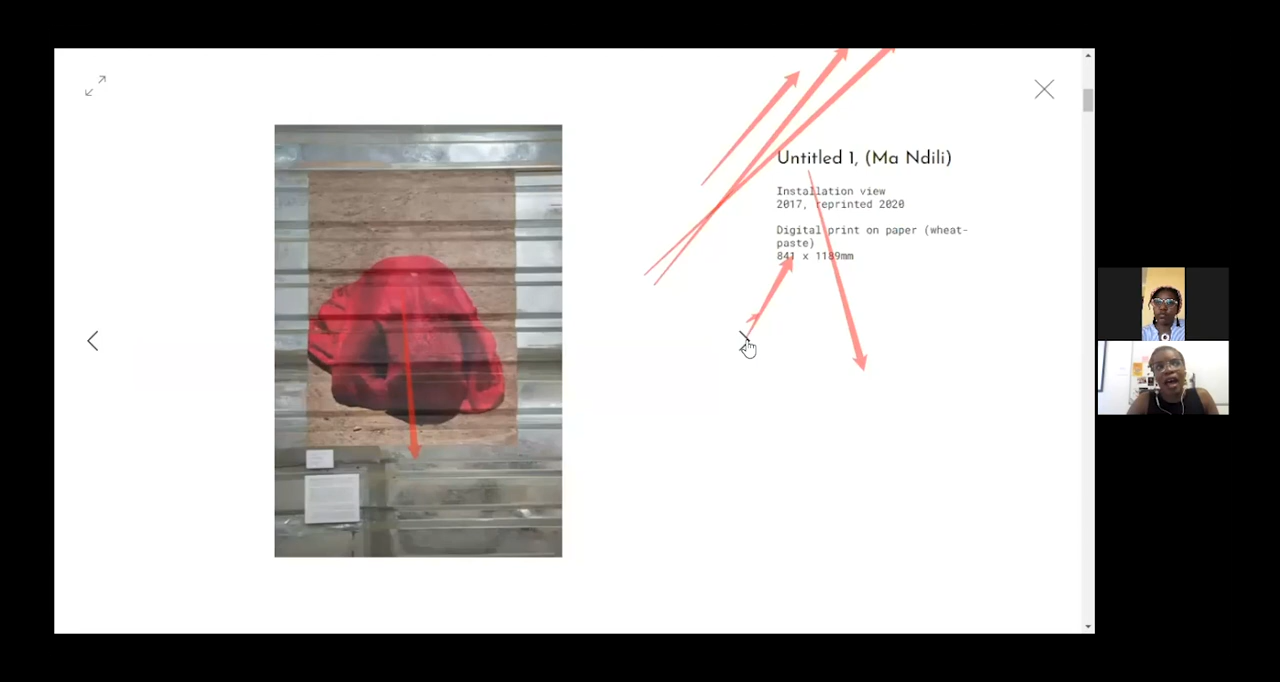 Untitled 1, (Ma Ndili)
Installation view
2017, reprinted 2020
Digital print on paper (wheat-
paste)
841 x 1189mm